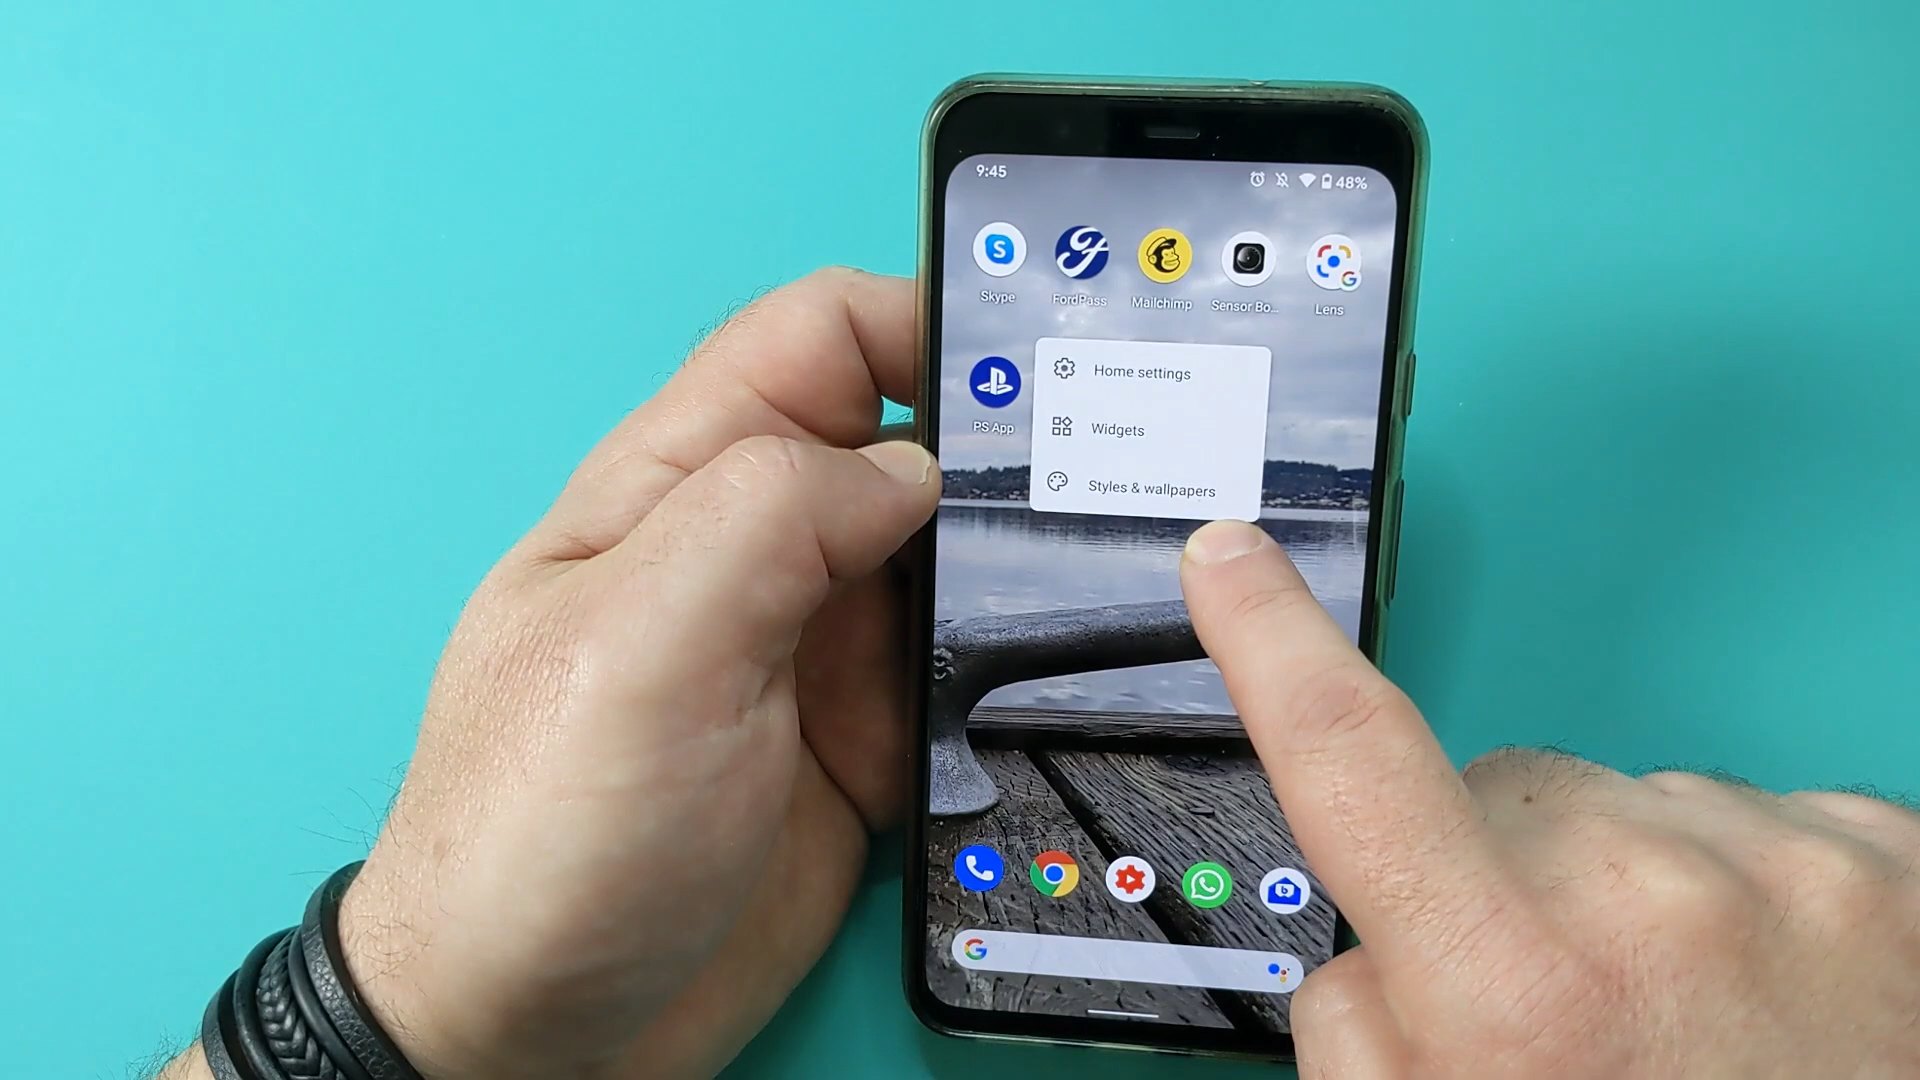 9:45
48%
Skype
FordPass
Mailchimp
Sensor Bo...
Lens
PS App
Home settings
Widgets
Styles & wallpapers